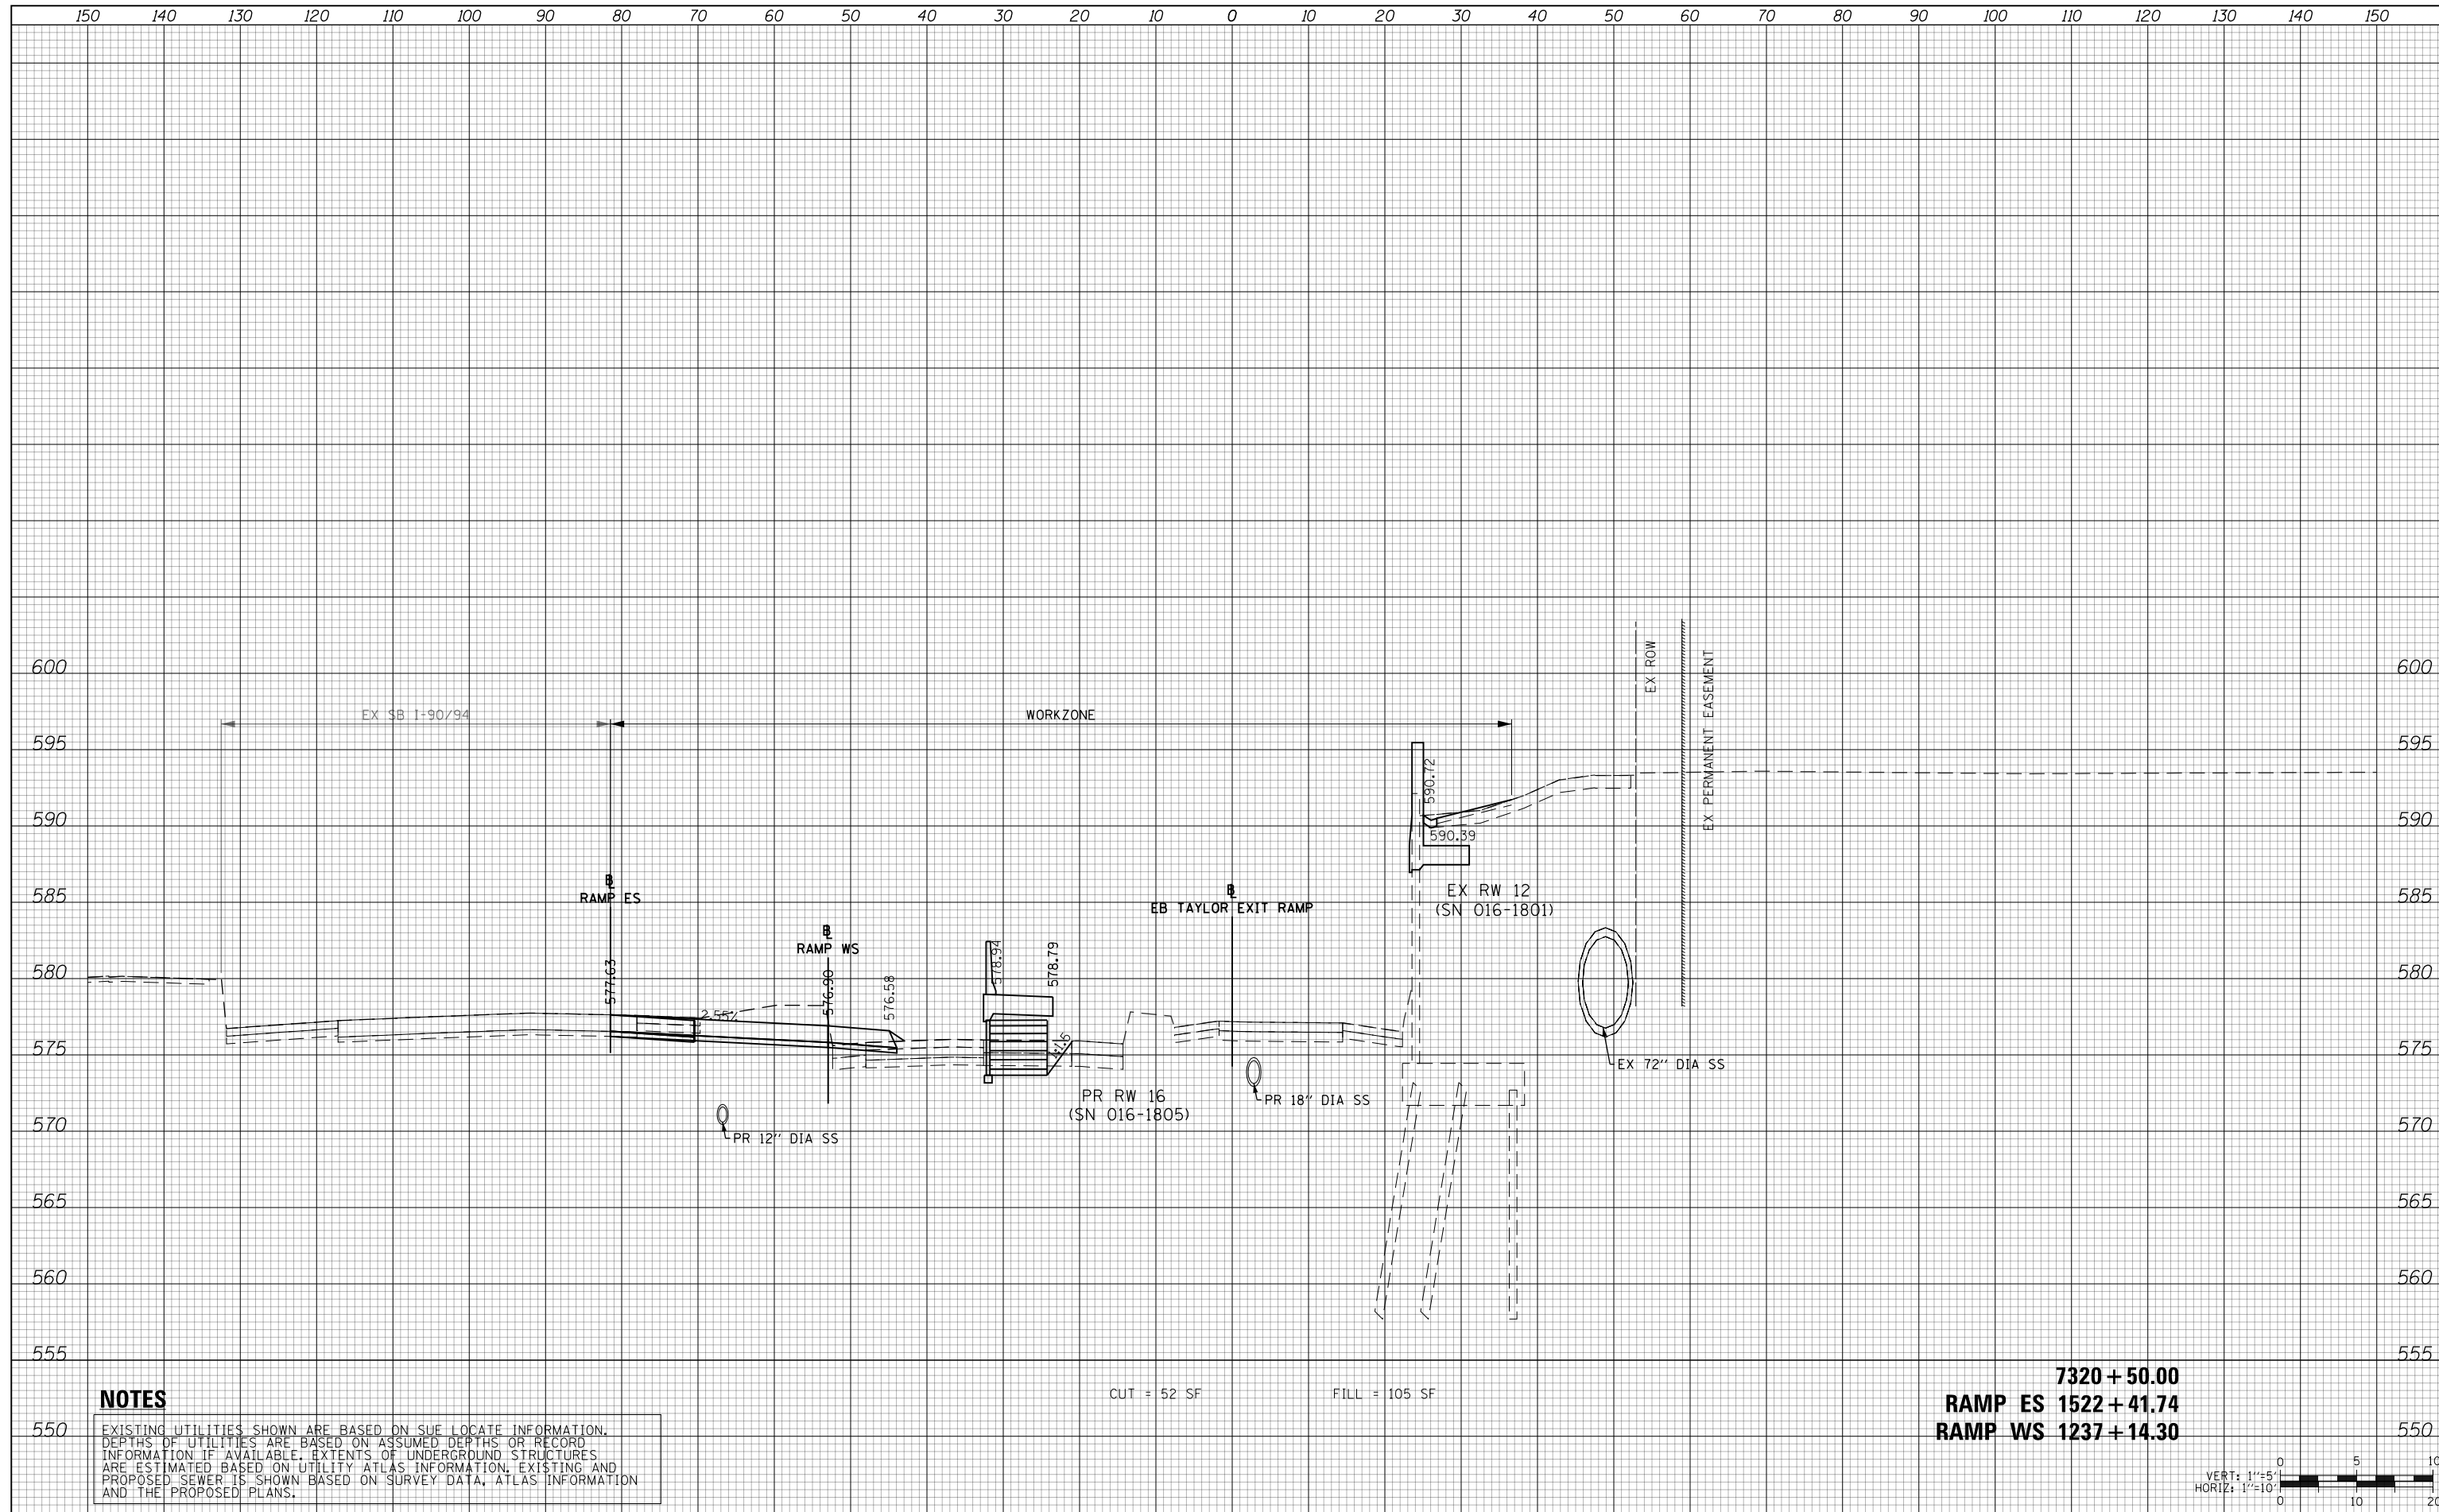 150 140 130 120 110 100 90 80 70 60 50 40 30 20 10 0 10 20 30 40 50 60 70 80 90 100 110 120 130 140 150
600 600
EX ROW
EX PERMANENT EASEMENT
EX SB I-90/94
WORKZONE
595 595
590.72
590 590
590.39
585 585
BL
RAMP ES
BL
EB TAYLOR EXIT RAMP
EX RW 12
(SN 016-1801)
BL
RAMP WS
580 580
577.63
576.90
576.58
578.94
578.79
2.55%
575 575
1:1.5
EX 72" DIA SS
PR RW 16
(SN 016-1805)
PR 18" DIA SS
570 570
PR 12" DIA SS
565 565
560 560
555 555
7320+50.00
RAMP ES 1522+41.74
RAMP WS 1237+14.30
CUT = 52 SF
FILL = 105 SF
NOTES
550 550
EXISTING UTILITIES SHOWN ARE BASED ON SUE LOCATE INFORMATION.
DEPTHS OF UTILITIES ARE BASED ON ASSUMED DEPTHS OR RECORD
INFORMATION IF AVAILABLE. EXTENTS OF UNDERGROUND STRUCTURES
ARE ESTIMATED BASED ON UTILITY ATLAS INFORMATION. EXISTING AND
PROPOSED SEWER IS SHOWN BASED ON SURVEY DATA, ATLAS INFORMATION
AND THE PROPOSED PLANS.
0 5 10
VERT: 1"=5'
HORIZ: 1"=10'
0 10 20